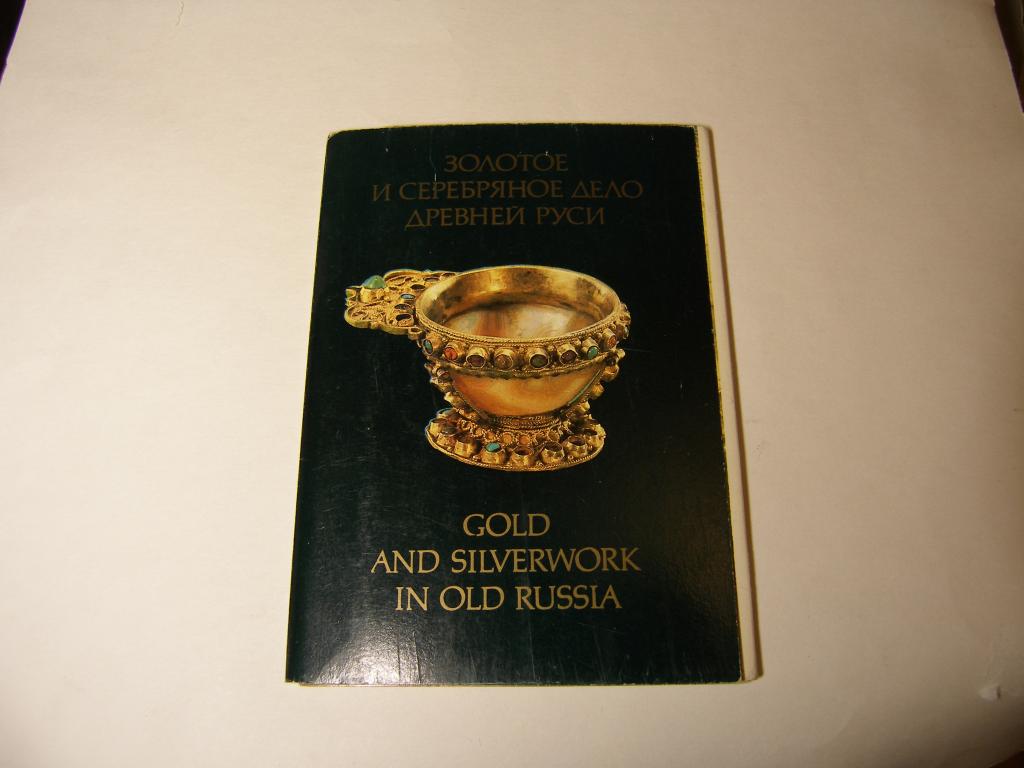 ЗОЛОТОЕ
И СЕРЕБРЯНОЕ ДЕЛО
ДРЕВНЕЙ РУСИ
GOLD
AND SILVERWORK
IN OLD RUSSIA